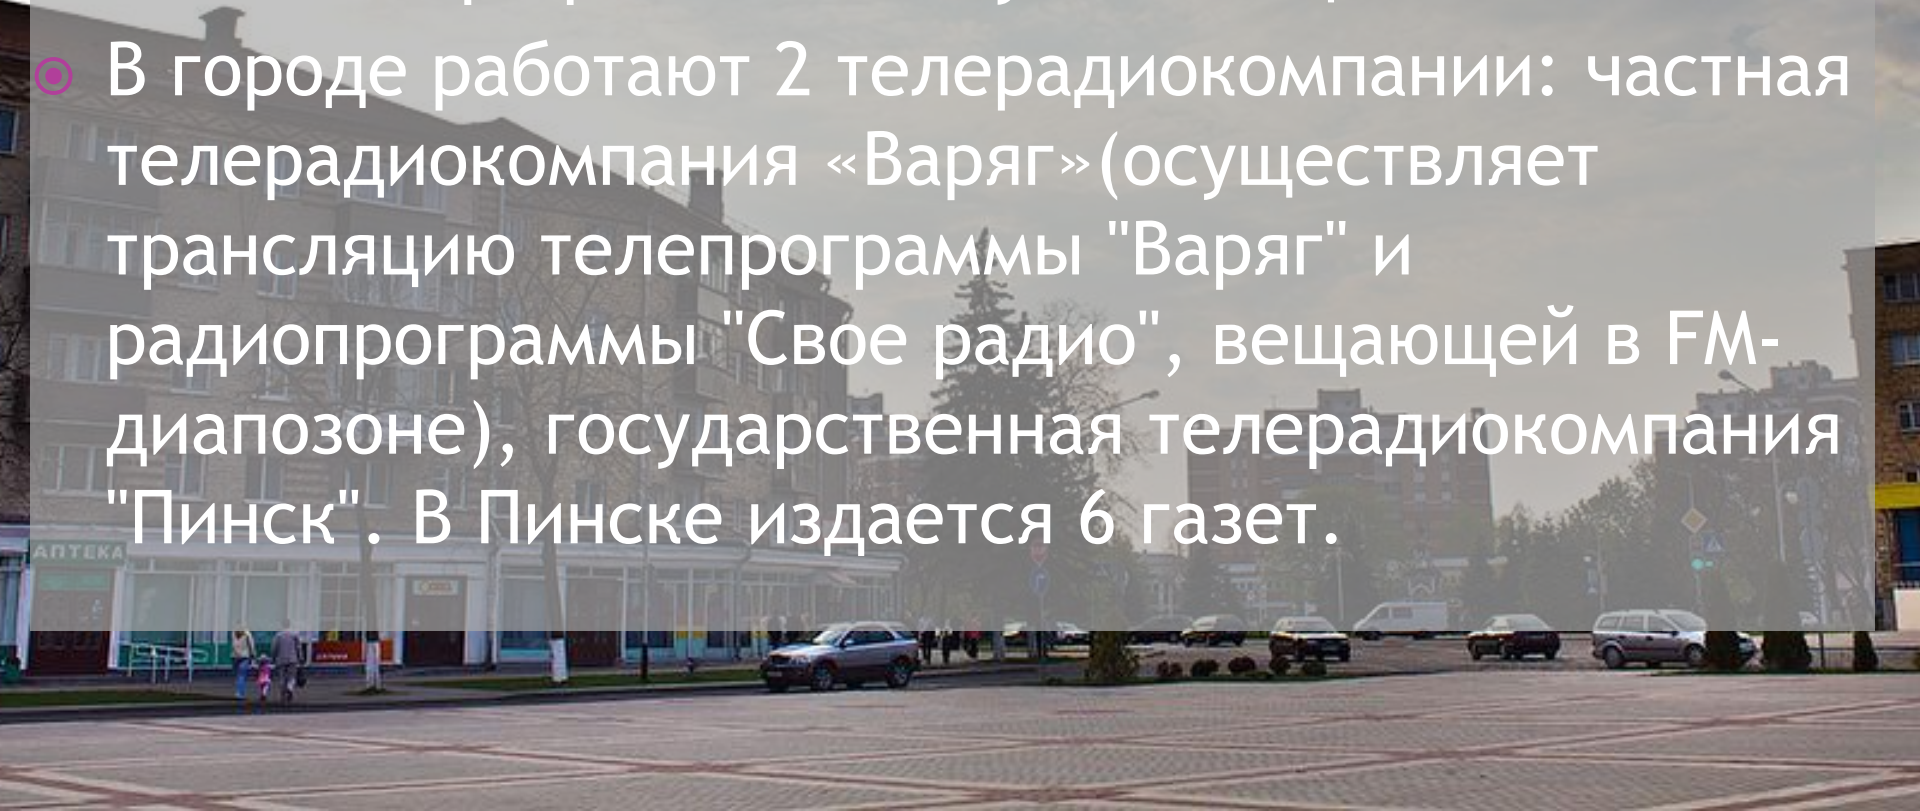 В городе работают 2 телерадиокомпании: частная
телерадиокомпания «Варяг»(осуществляет
трансляцию телепрограммы "Варяг" и
радиопрограммы "Свое радио", вещающей в FM-
диапозоне), государственная телерадиокомпания
"Пинск". В Пинске издается 6 газет.
АПТЕКА